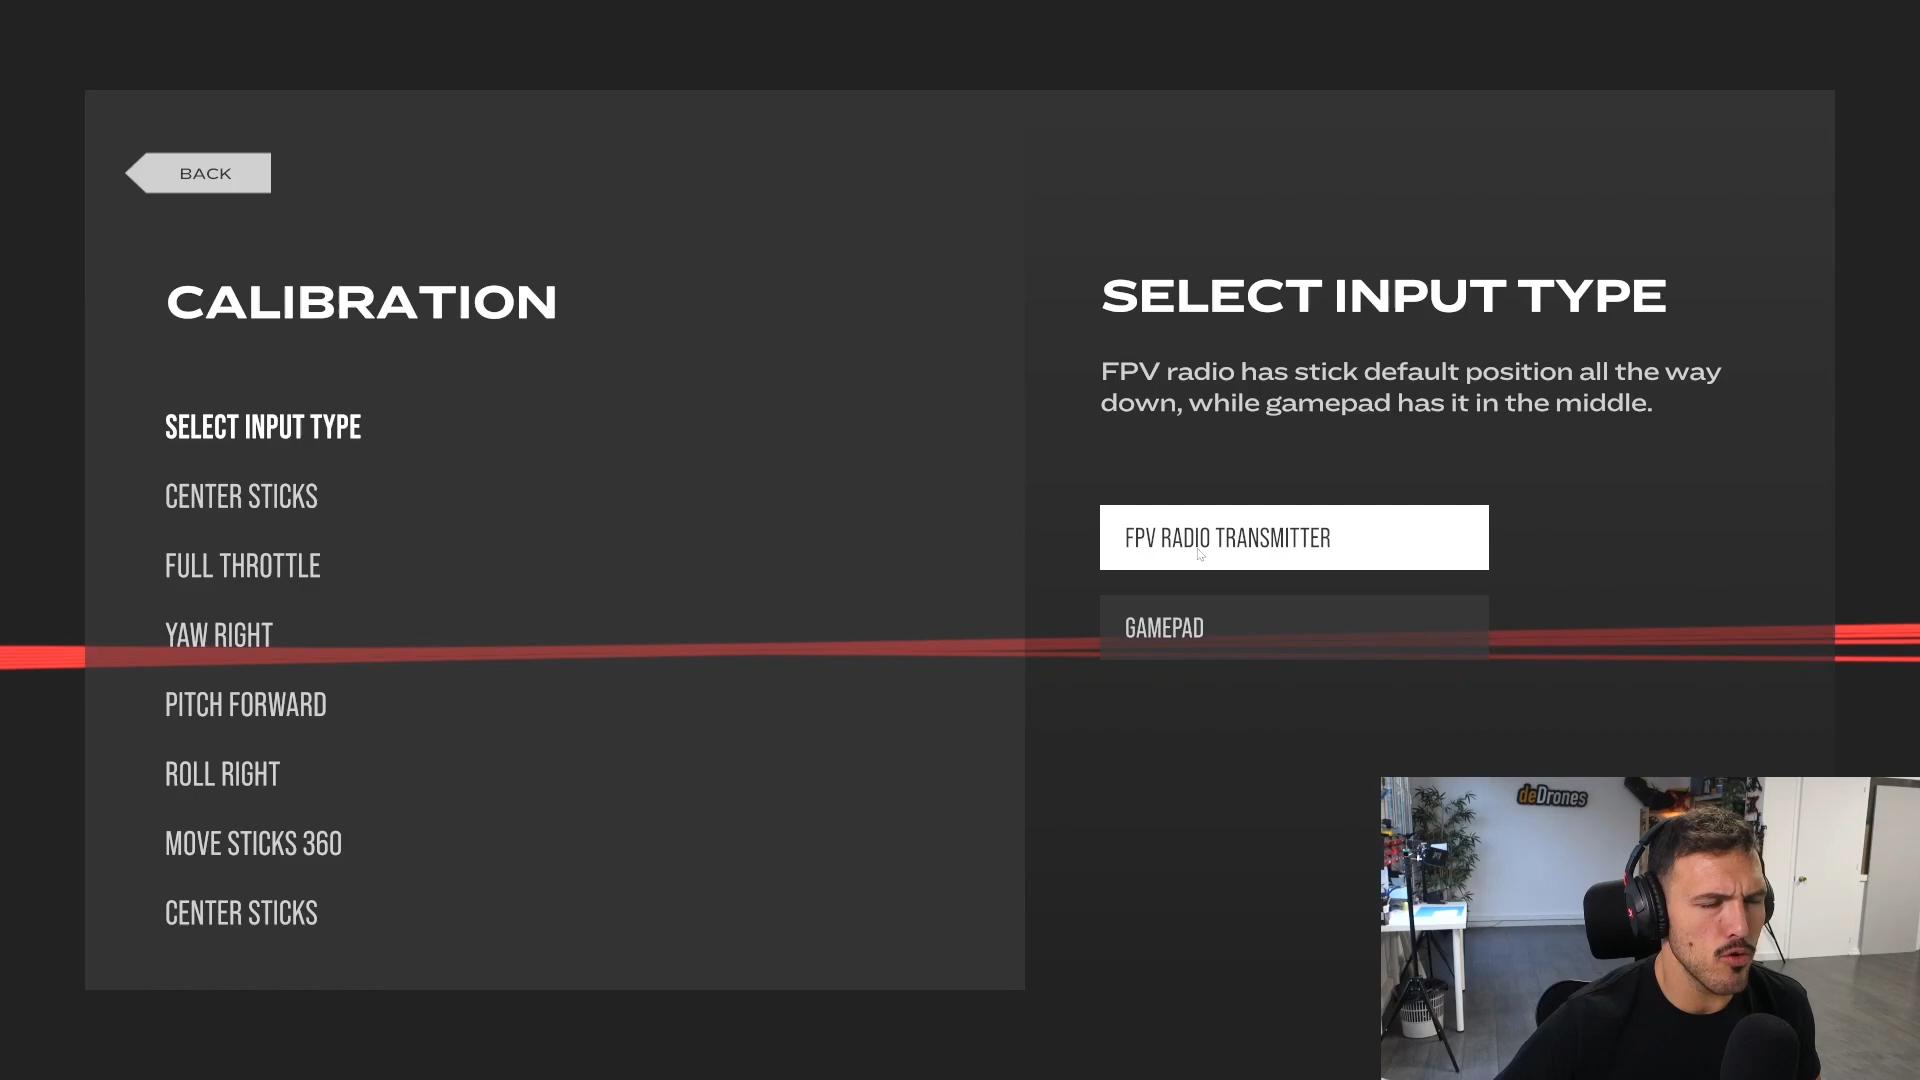 BACK
CALIBRATION
SELECT INPUT TYPE
CENTER STICKS
FULL THROTTLE
YAW RIGHT
PITCH FORWARD
ROLL RIGHT
MOVE STICKS 360
CENTER STICKS
SELECT INPUT TYPE
FPV radio has stick default position all the way
down, while gamepad has it in the middle.
FPV RADIO TRANSMITTER
GAMEPAD
deDrones